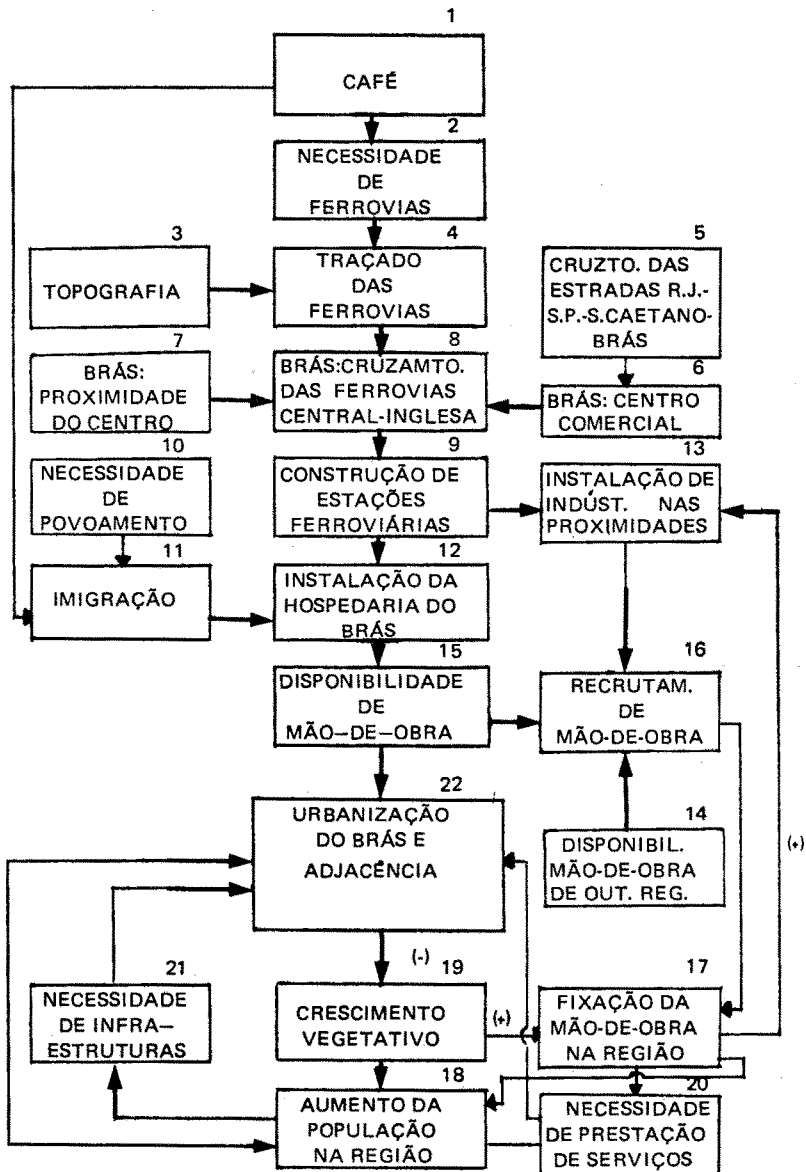 1
CAFÉ
2
NECESSIDADE
DE
FERROVIAS
3
TOPOGRAFIA
4
TRAÇADO
DAS
FERROVIAS
5
CRUZTO. DAS
ESTRADAS R.J.-
S.P.-S.CAETANO-
BRÁS
7
BRÁS:
PROXIMIDADE
DO CENTRO
8
BRÁS:CRUZAMTO.
DAS FERROVIAS
CENTRAL-INGLESA
6
BRÁS: CENTRO
COMERCIAL
10
NECESSIDADE
DE
POVOAMENTO
9
CONSTRUÇÃO DE
ESTAÇÕES
FERROVIÁRIAS
13
INSTALAÇÃO DE
INDÚST. NAS
PROXIMIDADES
11
IMIGRAÇÃO
12
INSTALAÇÃO DA
HOSPEDARIA DO
BRÁS
15
DISPONIBILIDADE
DE
MÃO–DE–OBRA
16
RECRUTAM.
DE
MÃO-DE-OBRA
22
URBANIZAÇÃO
DO BRÁS E
ADJACÊNCIA
14
DISPONIBIL.
MÃO-DE-OBRA
DE OUT. REG.
(+)
(-)
21
NECESSIDADE
DE INFRA–
ESTRUTURAS
19
CRESCIMENTO
VEGETATIVO
(+)
17
FIXAÇÃO DA
MÃO-DE-OBRA
NA REGIÃO
18
AUMENTO DA
POPULAÇÃO
NA REGIÃO
20
NECESSIDADE
DE PRESTAÇÃO
DE SERVIÇOS